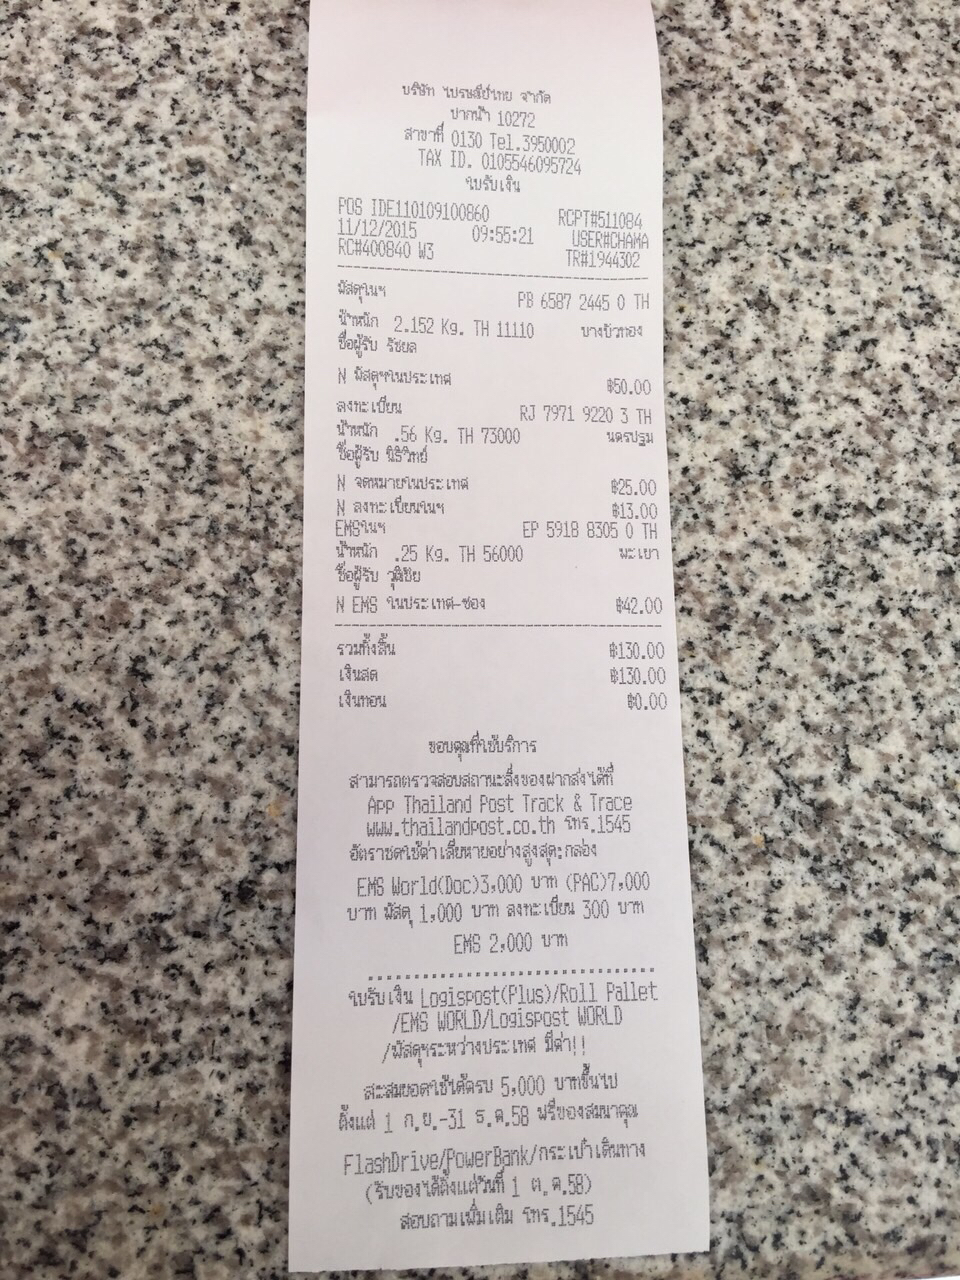 บริษัท ไปรษณีย์ไทย จำกัด
ปากน้ำ 10272
สาขาที่ 0130 Tel.3950002
TAX ID. 0105546095724
ใบรับเงิน
POS IDE110109100860 RCPT#511084
11/12/2015 09:55:21 USER#CHAMA
RC#400840 W3 TR#1944302
พัสดุในฯ PB 6587 2445 0 TH
น้ำหนัก 2.152 Kg. TH 11110 บางบัวทอง
ชื่อผู้รับ รัชยล
N พัสดุฯในประเทศ ฿50.00
ลงทะเบียน RJ 7971 9220 3 TH
น้ำหนัก .56 Kg. TH 73000 นครปฐม
ชื่อผู้รับ นิธิวิทย์
N จดหมายในประเทศ ฿25.00
N ลงทะเบียนในฯ ฿13.00
EMSในฯ EP 5918 8305 0 TH
น้ำหนัก .25 Kg. TH 56000 พะเยา
ชื่อผู้รับ วุฒิชัย
N EMS ในประเทศ-ซอง ฿42.00
รวมทั้งสิ้น ฿130.00
เงินสด ฿130.00
เงินทอน ฿0.00
ขอบคุณที่ใช้บริการ
สามารถตรวจสอบสถานะสิ่งของฝากส่งได้ที่
App Thailand Post Track & Trace
www.thailandpost.co.th โทร.1545
อัตราชดใช้ค่าเสียหายอย่างสูงสุด:กล่อง
EMS World(Doc)3,000 บาท (PAC)7,000
บาท พัสดุ 1,000 บาท ลงทะเบียน 300 บาท
EMS 2,000 บาท
ใบรับเงิน Logispost(Plus)/Roll Pallet
/EMS WORLD/Logispost WORLD
/พัสดุฯระหว่างประเทศ มีค่า!!
สะสมยอดใช้ได้ครบ 5,000 บาทขึ้นไป
ตั้งแต่ 1 ก.ย.-31 ธ.ค.58 ฟรีของสมนาคุณ
FlashDrive/PowerBank/กระเป๋าเดินทาง
(รับของได้ตั้งแต่วันที่ 1 ต.ค.58)
สอบถามเพิ่มเติม โทร.1545